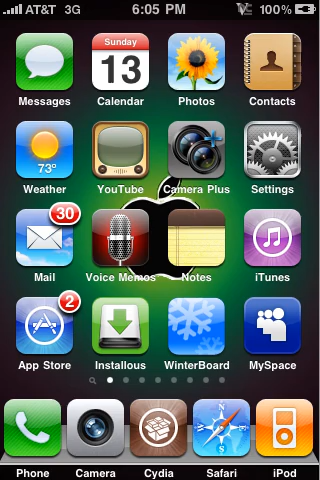 AT&T 3G 6:05 PM 100%
Sunday
13
Messages Calendar Photos Contacts
73°
Weather YouTube Camera Plus Settings
30
Mail Voice Memos Notes iTunes
2
App Store Installous WinterBoard MySpace
Phone Camera Cydia Safari iPod